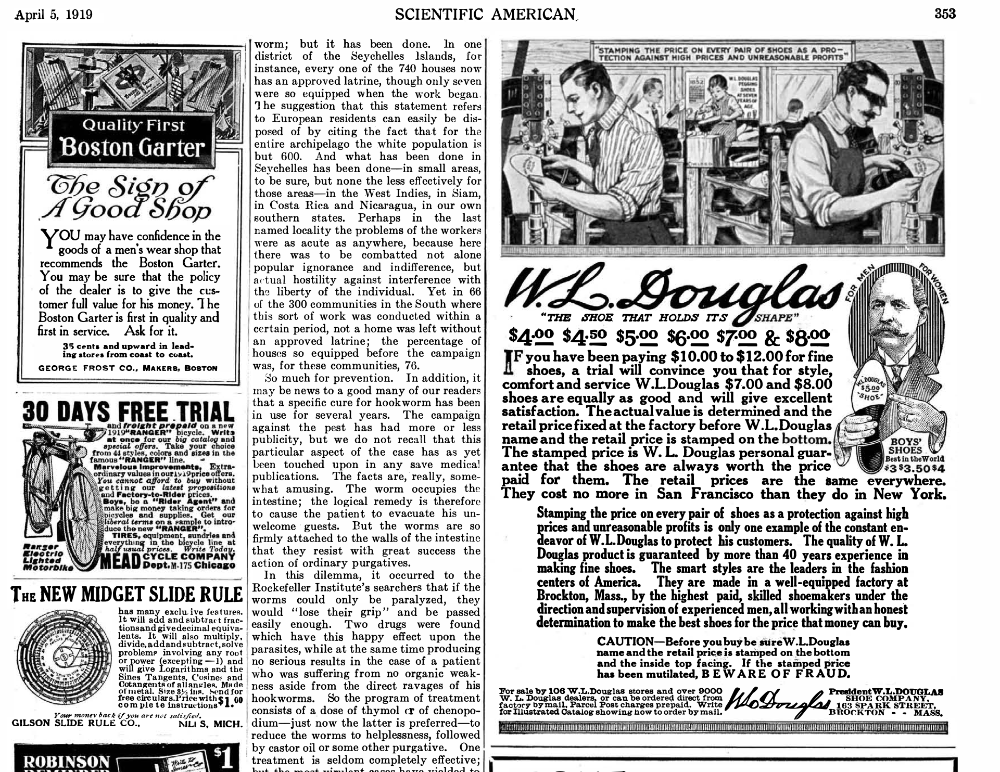 April 5, 1919
SCIENTIFIC AMERICAN
353
Boston
Garter
Quality First
Boston Garter
The Sign of
A Good Shop
YOU may have confidence in the
goods of a men's wear shop that
recommends the Boston Garter.
You may be sure that the policy
of the dealer is to give the cus-
tomer full value for his money. The
Boston Garter is first in quality and
first in service. Ask for it.
35 cents and upward in lead-
ing stores from coast to coast.
GEORGE FROST CO., MAKERS, BOSTON
30 DAYS FREE TRIAL
and freight prepaid on a new
1919 "RANGER" bicycle. Write
at once for our big catalog and
special offers. Take your choice
from 44 styles, colors and sizes in the
famous "RANGER" line.
Marvelous Improvements. Extra-
ordinary values in our 1919 price offers.
You cannot afford to buy without
getting our latest propositions
and Factory-to-Rider prices.
Boys, be a "Rider Agent" and
make big money taking orders for
bicycles and supplies. Get our
liberal terms on a sample to intro-
duce the new "RANGER".
TIRES, equipment, sundries and
everything in the bicycle line at
half usual prices. Write Today.
MEAD CYCLE COMPANY
Dept. M-175 Chicago
Ranger
Electric
Lighted
Motorbike
THE NEW MIDGET SLIDE RULE
has many exclu.ive features.
It will add and subtract frac-
tions and give decimal equiva-
lents. It will also multiply,
divide, add and subtract, solve
problems involving any root
or power (excepting —1) and
will give Logarithms and the
Sines Tangents, Cosines and
Cotangents of all angles. Made
of metal. Size 3½ ins. Send for
free circulars. Price with
complete instructions $1.00
Your money back if you are not satisfied.
GILSON SLIDE RULE CO., NILES, MICH.
ROBINSON
REMINDER
$1
Write to
Jones Co
worm; but it has been done. In one
district of the Seychelles Islands, for
instance, every one of the 740 houses now
has an approved latrine, though only seven
were so equipped when the work began.
The suggestion that this statement refers
to European residents can easily be dis-
posed of by citing the fact that for the
entire archipelago the white population is
but 600. And what has been done in
Seychelles has been done—in small areas,
to be sure, but none the less effectively for
those areas—in the West Indies, in Siam,
in Costa Rica and Nicaragua, in our own
southern states. Perhaps in the last
named locality the problems of the workers
were as acute as anywhere, because here
there was to be combatted not alone
popular ignorance and indifference, but
actual hostility against interference with
the liberty of the individual. Yet in 66
of the 300 communities in the South where
this sort of work was conducted within a
certain period, not a home was left without
an approved latrine; the percentage of
houses so equipped before the campaign
was, for these communities, 76.
So much for prevention. In addition, it
may be news to a good many of our readers
that a specific cure for hookworm has been
in use for several years. The campaign
against the pest has had more or less
publicity, but we do not recall that this
particular aspect of the case has as yet
been touched upon in any save medical
publications. The facts are, really, some-
what amusing. The worm occupies the
intestine; the logical remedy is therefore
to cause the patient to evacuate his un-
welcome guests. But the worms are so
firmly attached to the walls of the intestine
that they resist with great success the
action of ordinary purgatives.
In this dilemma, it occurred to the
Rockefeller Institute's searchers that if the
worms could only be paralyzed, they
would "lose their grip" and be passed
easily enough. Two drugs were found
which have this happy effect upon the
parasites, while at the same time producing
no serious results in the case of a patient
who was suffering from no organic weak-
ness aside from the direct ravages of his
hookworms. So the program of treatment
consists of a dose of thymol or of chenopo-
dium—just now the latter is preferred—to
reduce the worms to helplessness, followed
by castor oil or some other purgative. One
treatment is seldom completely effective;
but the most virulent cases have yielded to
"STAMPING THE PRICE ON EVERY PAIR OF SHOES AS A PRO-
TECTION AGAINST HIGH PRICES AND UNREASONABLE PROFITS"
1852
W.L. DOUGLAS
PEGGING
SHOES
AT SEVEN
YEARS OF
AGE.
W.L. Douglas
"THE SHOE THAT HOLDS ITS SHAPE"
$4.00 $4.50 $5.00 $6.00 $7.00 & $8.00
FOR MEN
FOR WOMEN
W.L. DOUGLAS
$5.00
-SHOE-
IF you have been paying $10.00 to $12.00 for fine
shoes, a trial will convince you that for style,
comfort and service W.L.Douglas $7.00 and $8.00
shoes are equally as good and will give excellent
satisfaction. The actual value is determined and the
retail price fixed at the factory before W.L.Douglas
name and the retail price is stamped on the bottom.
The stamped price is W. L. Douglas personal guar-
antee that the shoes are always worth the price
paid for them. The retail prices are the same everywhere.
They cost no more in San Francisco than they do in New York.
BOYS'
SHOES
Best in the World
$3 $3.50 $4
Stamping the price on every pair of shoes as a protection against high
prices and unreasonable profits is only one example of the constant en-
deavor of W.L.Douglas to protect his customers. The quality of W. L.
Douglas product is guaranteed by more than 40 years experience in
making fine shoes. The smart styles are the leaders in the fashion
centers of America. They are made in a well-equipped factory at
Brockton, Mass., by the highest paid, skilled shoemakers under the
direction and supervision of experienced men, all working with an honest
determination to make the best shoes for the price that money can buy.
CAUTION—Before you buy be sure W.L.Douglas
name and the retail price is stamped on the bottom
and the inside top facing. If the stamped price
has been mutilated, BEWARE OF FRAUD.
For sale by 106 W.L.Douglas stores and over 9000
W. L. Douglas dealers, or can be ordered direct from
factory by mail, Parcel Post charges prepaid. Write
for Illustrated Catalog showing how to order by mail.
WL Douglas
President W.L.DOUGLAS
SHOE COMPANY,
163 SPARK STREET,
BROCKTON - - MASS.